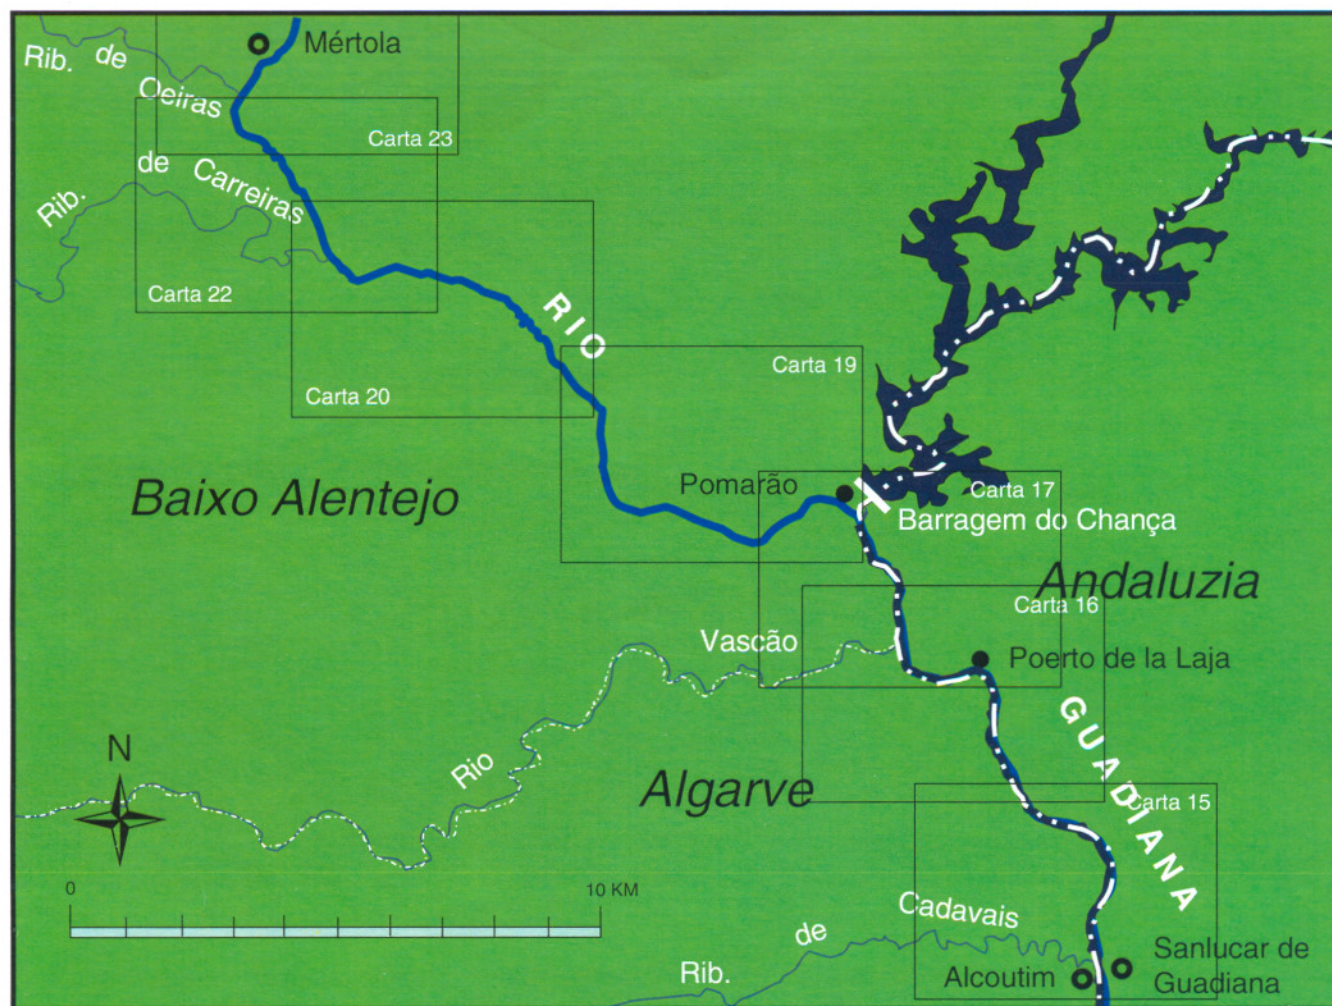 Mértola
Rib. de
Oeiras
Carta 23
Rib. de Carreiras
Carta 22
RIO
Carta 19
Carta 20
Baixo Alentejo
Pomarão
Carta 17
Barragem do Chança
Andaluzia
Carta 16
Vascão
Poerto de la Laja
GUADIANA
N
Rio
Algarve
Carta 15
0
10 KM
Rib. de Cadavais
Alcoutim
Sanlucar de
Guadiana